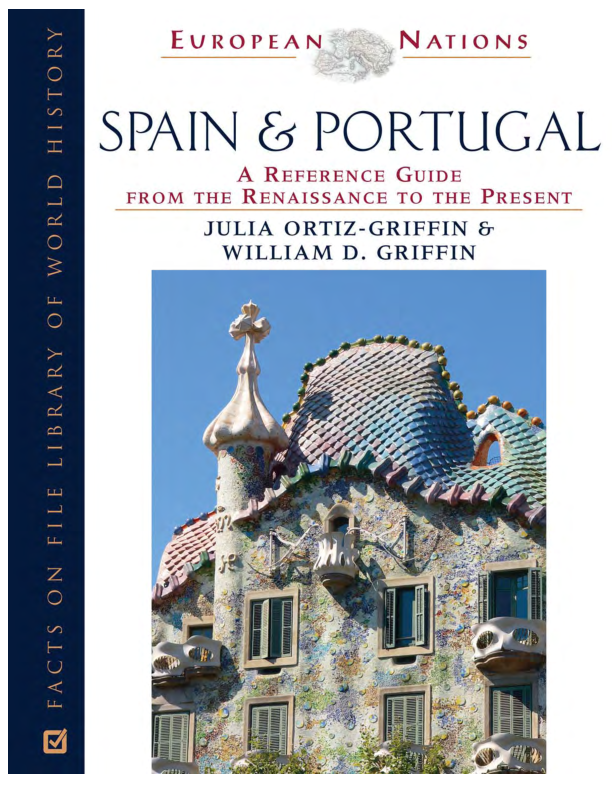 EUROPEAN NATIONS
SPAIN & PORTUGAL
A REFERENCE GUIDE
FROM THE RENAISSANCE TO THE PRESENT
JULIA ORTIZ-GRIFFIN &
WILLIAM D. GRIFFIN
FACTS ON FILE LIBRARY OF WORLD HISTORY